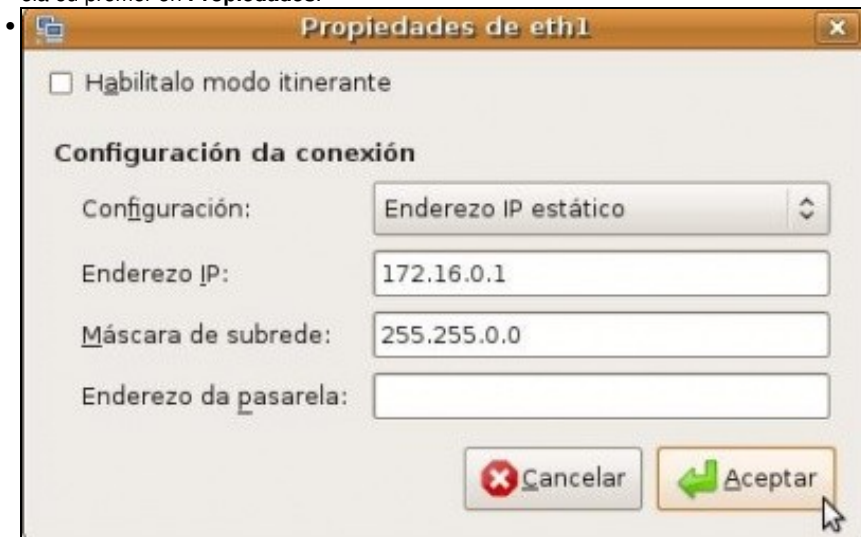 Propiedades de eth1
Habilitalo modo itinerante
Configuración da conexión
Configuración: Enderezo IP estático
Enderezo IP: 172.16.0.1
Máscara de subrede: 255.255.0.0
Enderezo da pasarela:
Cancelar Aceptar